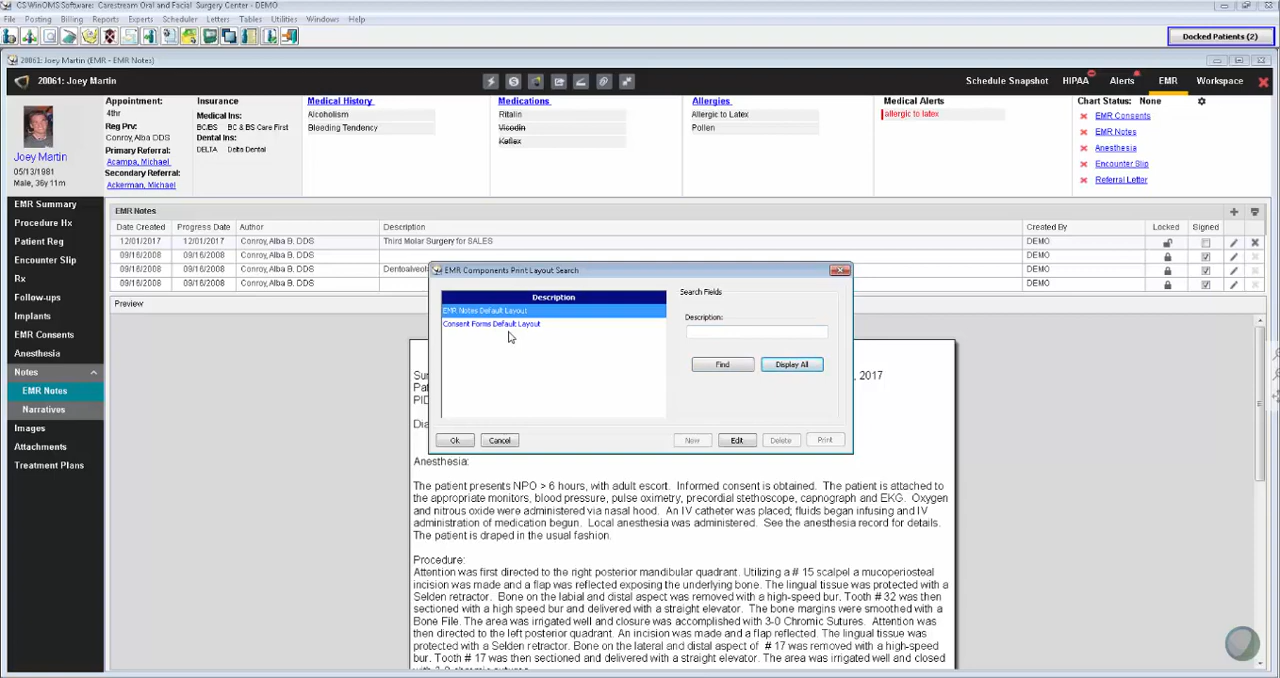 CS WinOMS Software: Carestream Oral and Facial Surgery Center - DEMO
File Posting Billing Reports Experts Scheduler Letters Tables Utilities Windows Help
Docked Patients (2)
20061: Joey Martin (EMR - EMR Notes)
20061: Joey Martin
Schedule Snapshot HIPAA Alerts EMR Workspace
Joey Martin
05/13/1981
Male, 36y 11m
Appointment:
4thr
Reg Prv:
Conroy, Alba DDS
Primary Referral:
Acampa, Michael
Secondary Referral:
Ackerman, Michael
Insurance
Medical Ins:
BC/BS BC & BS Care First
Dental Ins:
DELTA Delta Dental
Medical History
Alcoholism
Bleeding Tendency
Medications
Ritalin
Vicodin
Keflex
Allergies
Allergic to Latex
Pollen
Medical Alerts
allergic to latex
Chart Status: None
EMR Consents
EMR Notes
Anesthesia
Encounter Slip
Referral Letter
EMR Summary
Procedure Hx
Patient Reg
Encounter Slip
Rx
Follow-ups
Implants
EMR Consents
Anesthesia
Notes
EMR Notes
Narratives
Images
Attachments
Treatment Plans
EMR Notes
Date Created Progress Date Author Description Created By Locked Signed
12/01/2017 12/01/2017 Conroy, Alba B. DDS Third Molar Surgery for SALES DEMO
09/16/2008 09/16/2008 Conroy, Alba B. DDS DEMO
09/16/2008 09/16/2008 Conroy, Alba B. DDS DEMO
09/16/2008 09/16/2008 Conroy, Alba B. DDS DEMO
Preview
EMR Components Print Layout Search
Description
EMR Notes Default Layout
Consent Forms Default Layout
Search Fields
Description:
Find Display All
Ok Cancel New Edit Delete Print
, 2017
Anesthesia:
The patient presents NPO > 6 hours, with adult escort. Informed consent is obtained. The patient is attached to
the appropriate monitors, blood pressure, pulse oximetry, precordial stethoscope, capnograph and EKG. Oxygen
and nitrous oxide were administered via nasal hood. An IV catheter was placed; fluids began infusing and IV
administration of medication begun. Local anesthesia was administered. See the anesthesia record for details.
The patient is draped in the usual fashion.
Procedure:
Attention was first directed to the right posterior mandibular quadrant. Utilizing a # 15 scalpel a mucoperiosteal
incision was made and a flap was reflected exposing the underlying bone. The lingual tissue was protected with a
Selden retractor. Bone on the labial and distal aspect was removed with a high-speed bur. Tooth # 32 was then
sectioned with a high speed bur and delivered with a straight elevator. The bone margins were smoothed with a
Bone File. The area was irrigated well and closure was accomplished with 3-0 Chromic Sutures. Attention was
then directed to the left posterior quadrant. An incision was made and a flap reflected. The lingual tissue was
protected with a Selden retractor. Bone on the lateral and distal aspect of # 17 was removed with a high-speed
bur. Tooth # 17 was then sectioned and delivered with a straight elevator. The area was irrigated well and closed